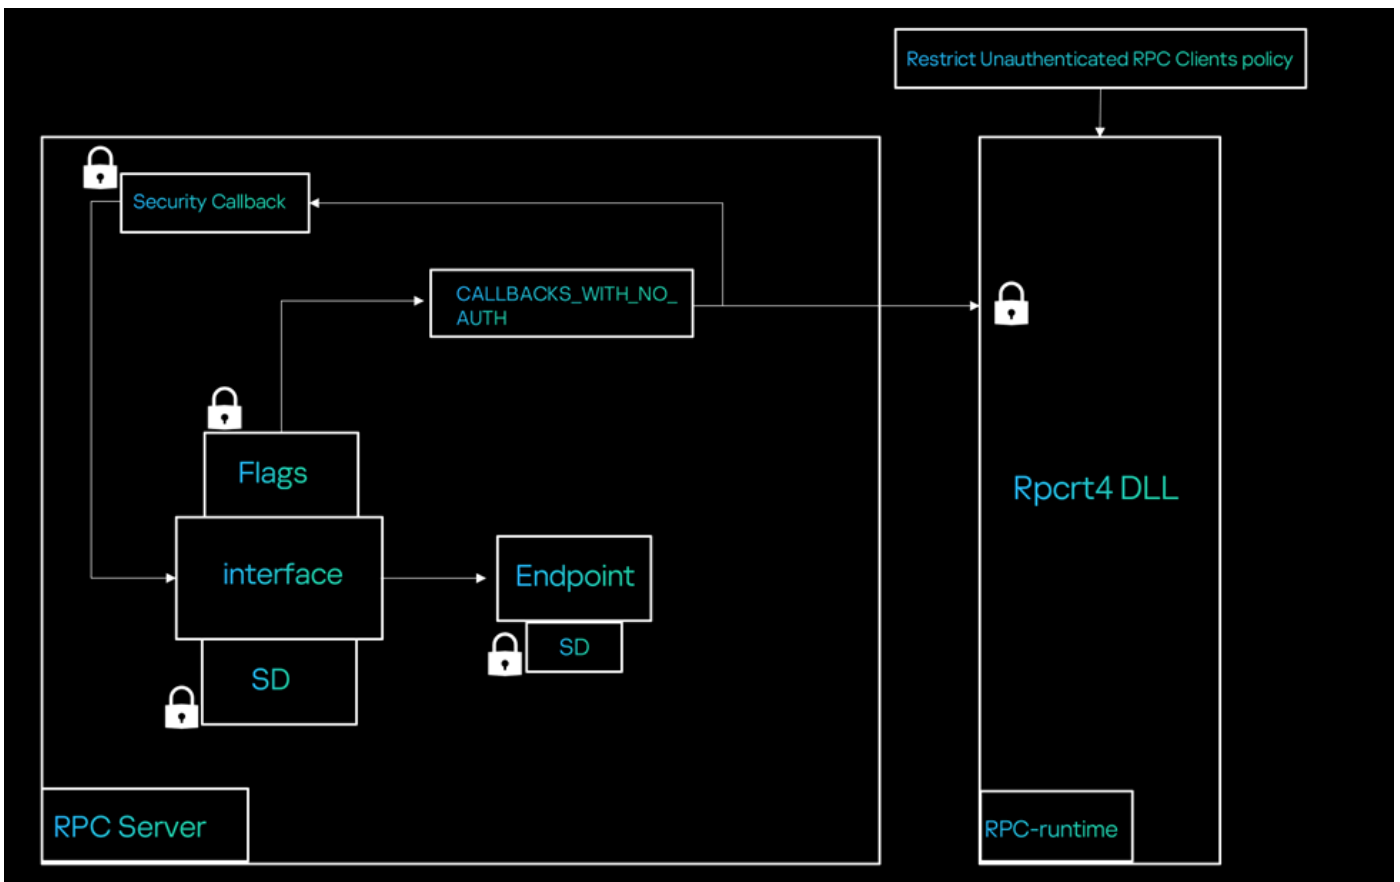 Restrict Unauthenticated RPC Clients policy
Security Callback
CALLBACKS_WITH_NO_
AUTH
Flags
interface
Endpoint
SD
SD
Rpcrt4 DLL
RPC Server
RPC-runtime